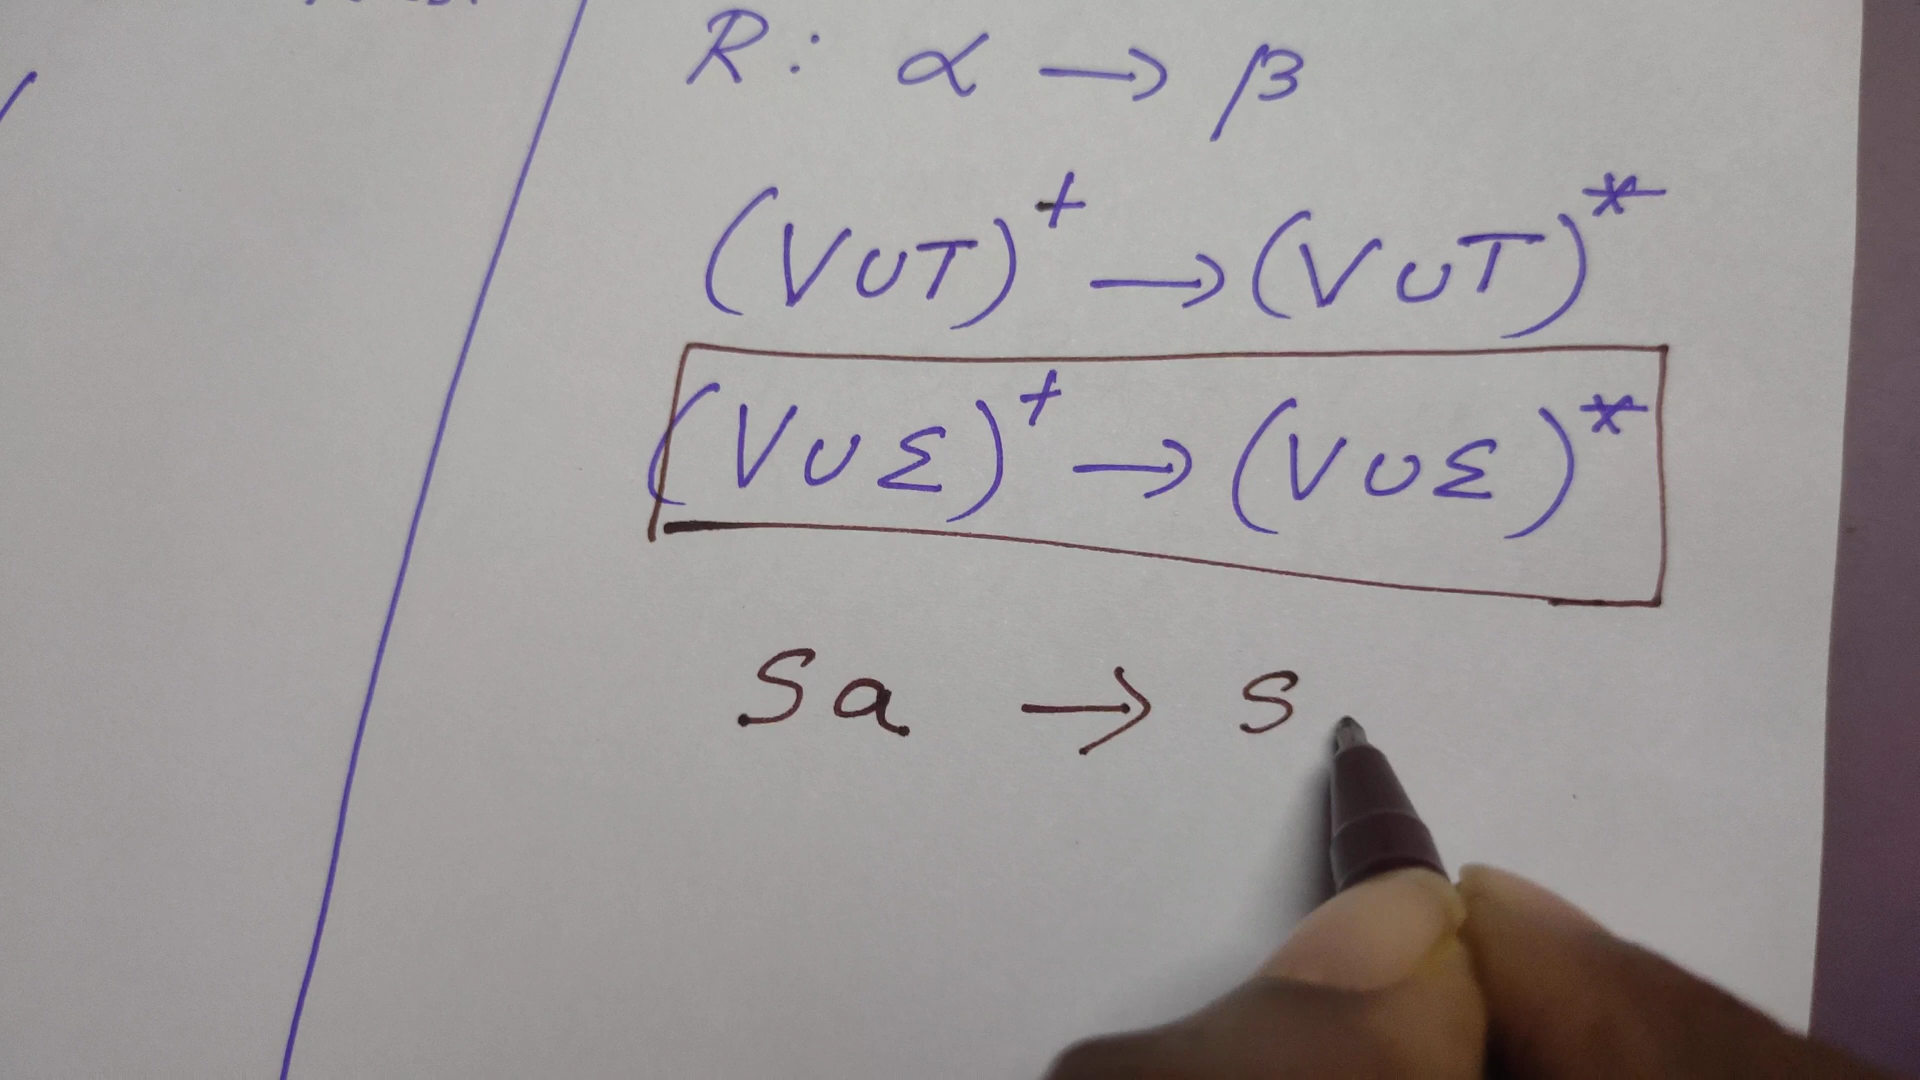 R: α → β
(V∪T)⁺ → (V∪T)*
(V∪Σ)⁺ → (V∪Σ)*
Sa → S